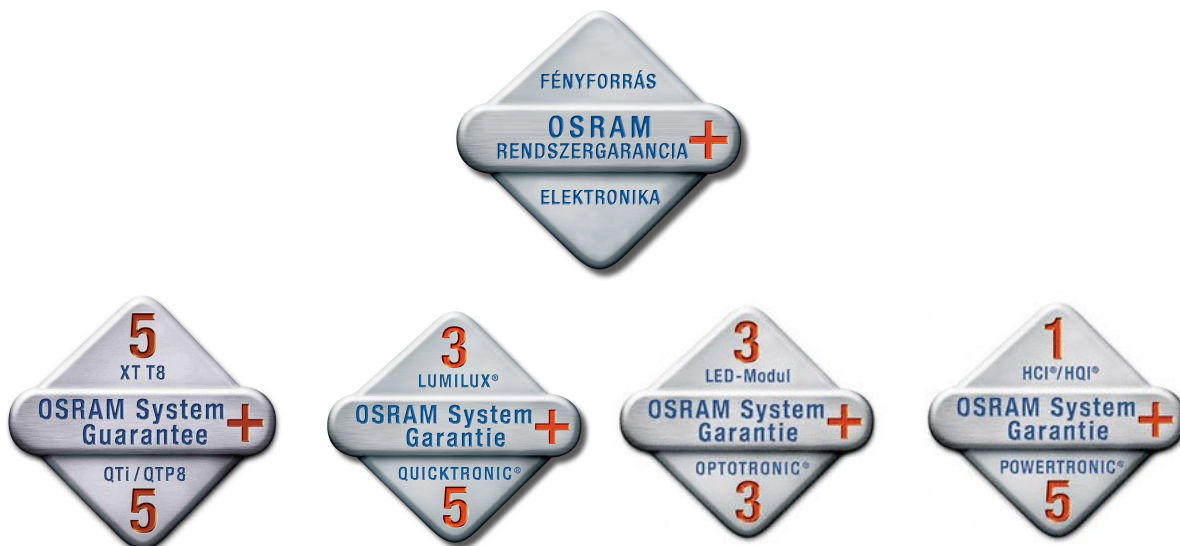 FÉNYFORRÁS
OSRAM
RENDSZERGARANCIA +
ELEKTRONIKA
5
XT T8
OSRAM System
Guarantee +
QTi / QTP8
5
3
LUMILUX®
OSRAM System
Garantie +
QUICKTRONIC®
5
3
LED-Modul
OSRAM System
Garantie +
OPTOTRONIC®
3
1
HCI®/HQI®
OSRAM System
Garantie +
POWERTRONIC®
5